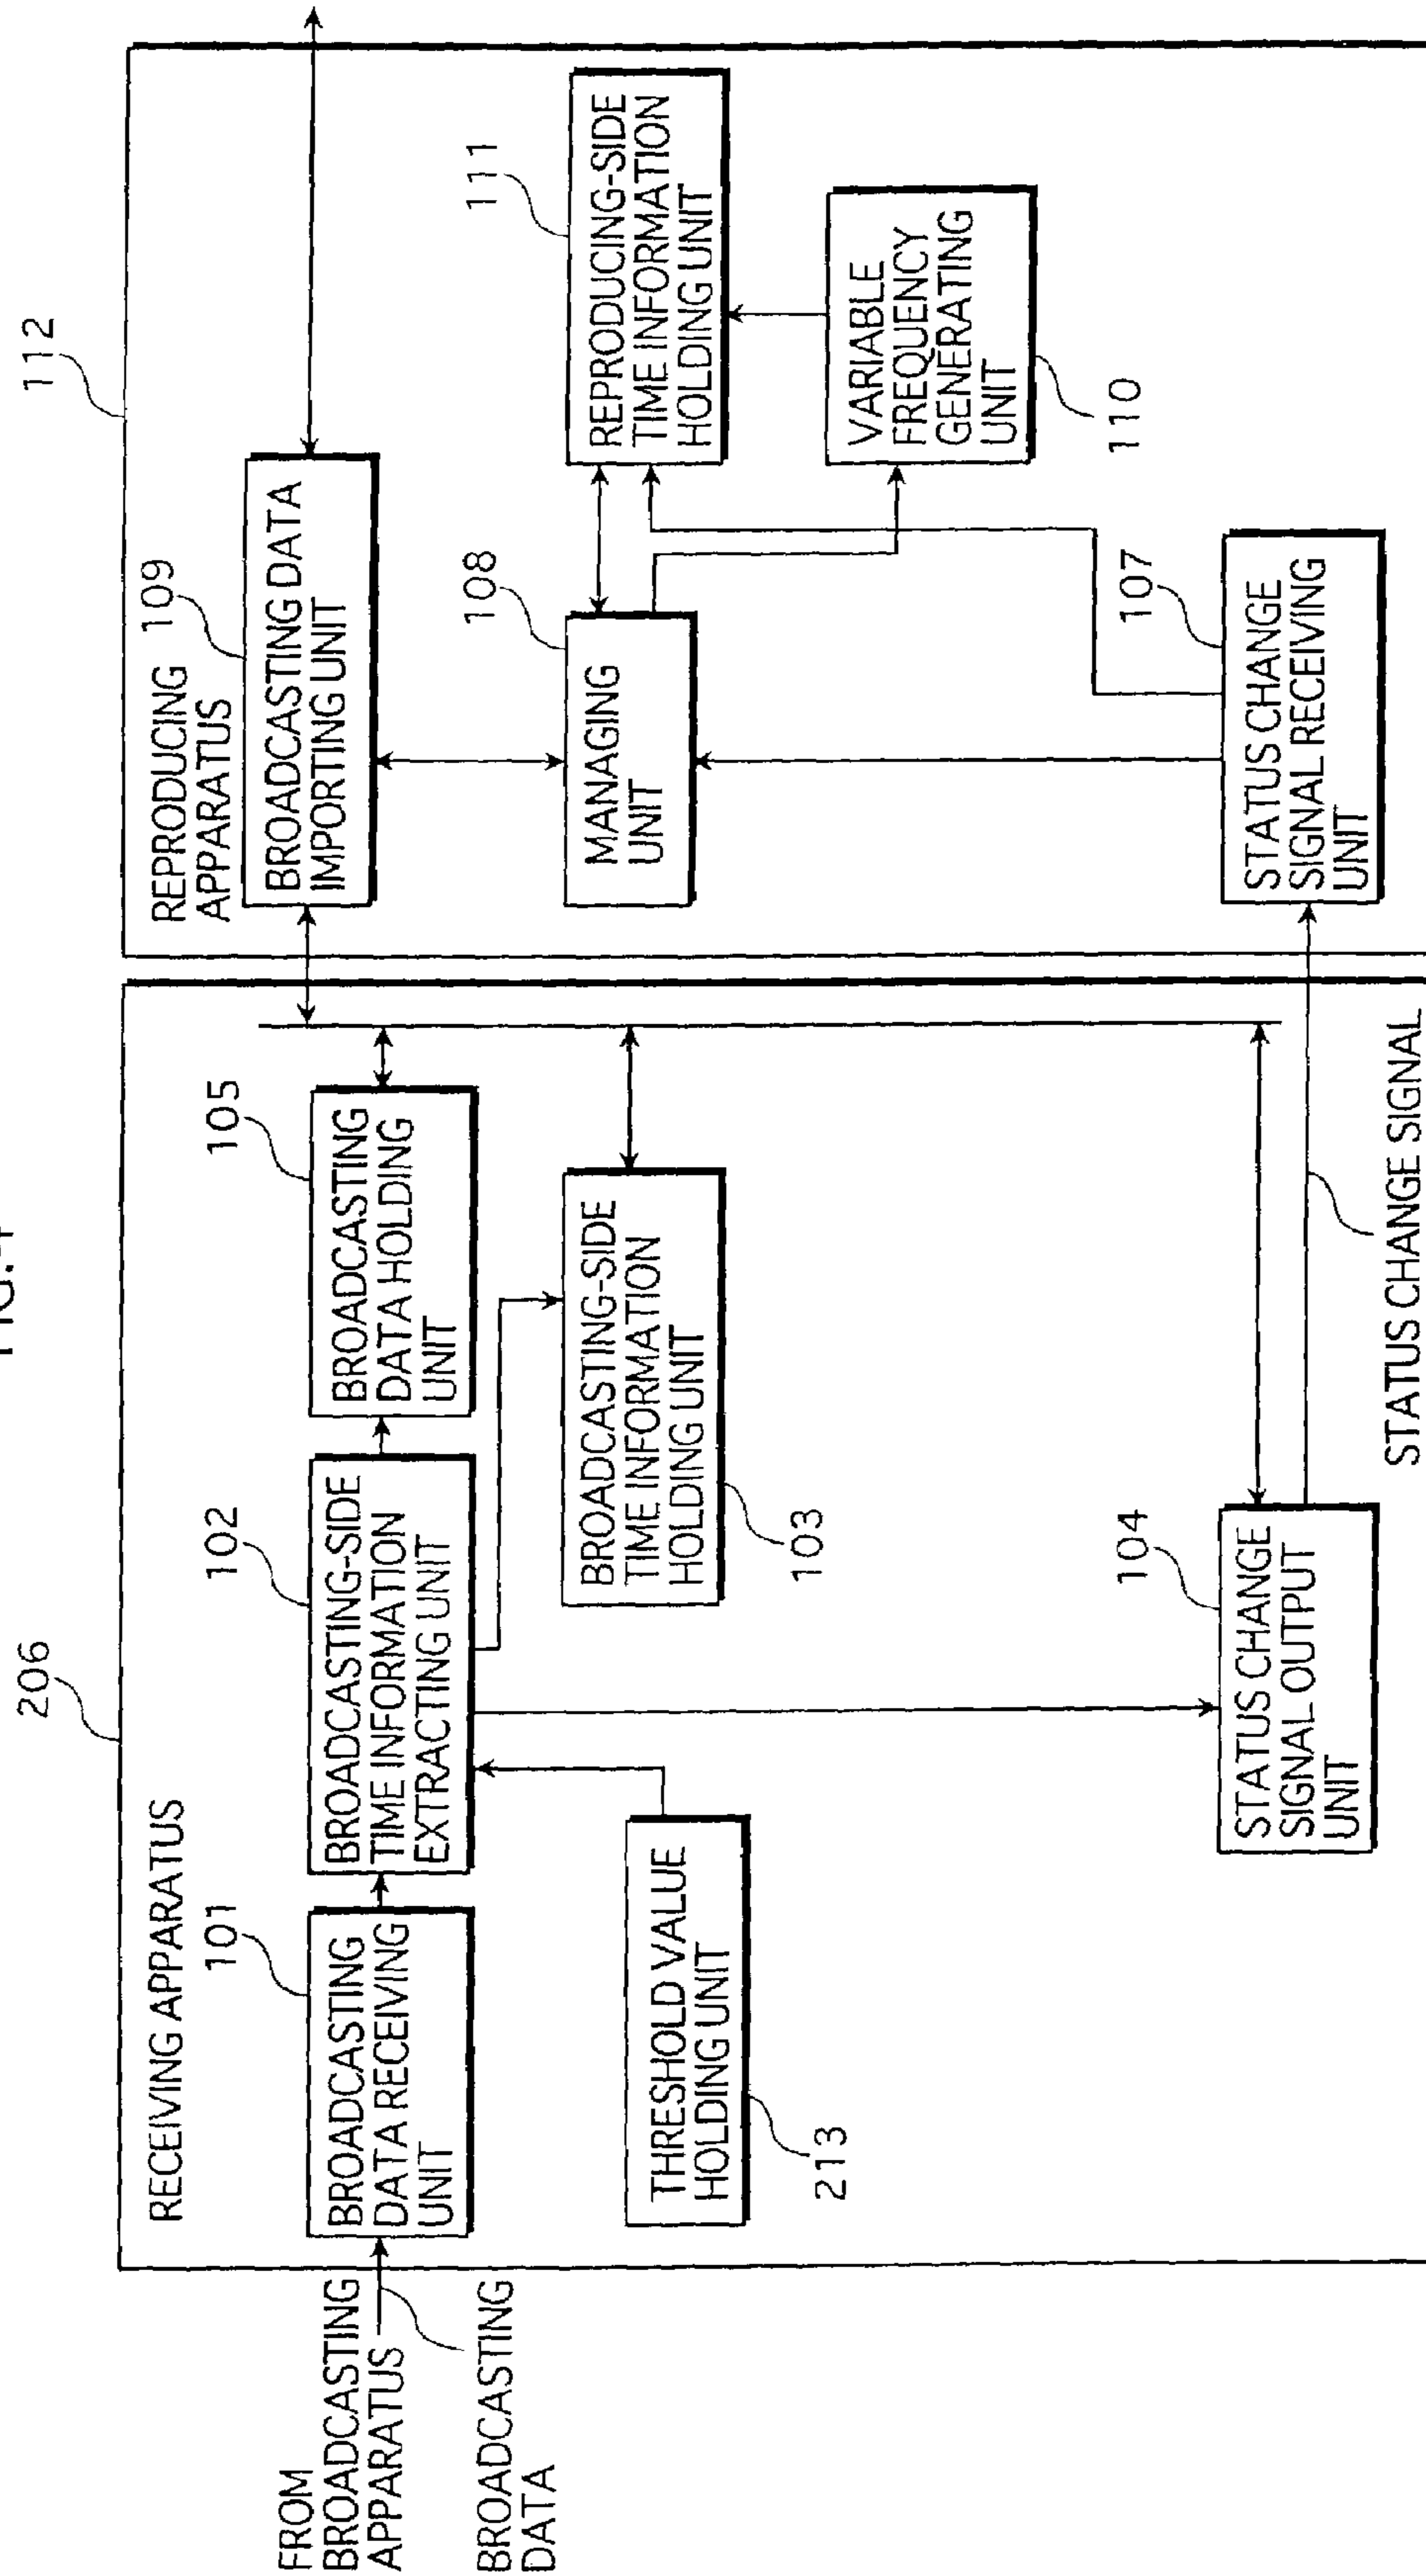 206
RECEIVING APPARATUS
FROM
BROADCASTING
APPARATUS
BROADCASTING
DATA
101
BROADCASTING
DATA RECEIVING
UNIT
102
BROADCASTING-SIDE
TIME INFORMATION
EXTRACTING UNIT
105
BROADCASTING
DATA HOLDING
UNIT
THRESHOLD VALUE
HOLDING UNIT
213
BROADCASTING-SIDE
TIME INFORMATION
HOLDING UNIT
103
104
STATUS CHANGE
SIGNAL OUTPUT
UNIT
STATUS CHANGE SIGNAL
112
REPRODUCING
APPARATUS
109
BROADCASTING DATA
IMPORTING UNIT
108
MANAGING
UNIT
111
REPRODUCING-SIDE
TIME INFORMATION
HOLDING UNIT
VARIABLE
FREQUENCY
GENERATING
UNIT
110
107
STATUS CHANGE
SIGNAL RECEIVING
UNIT